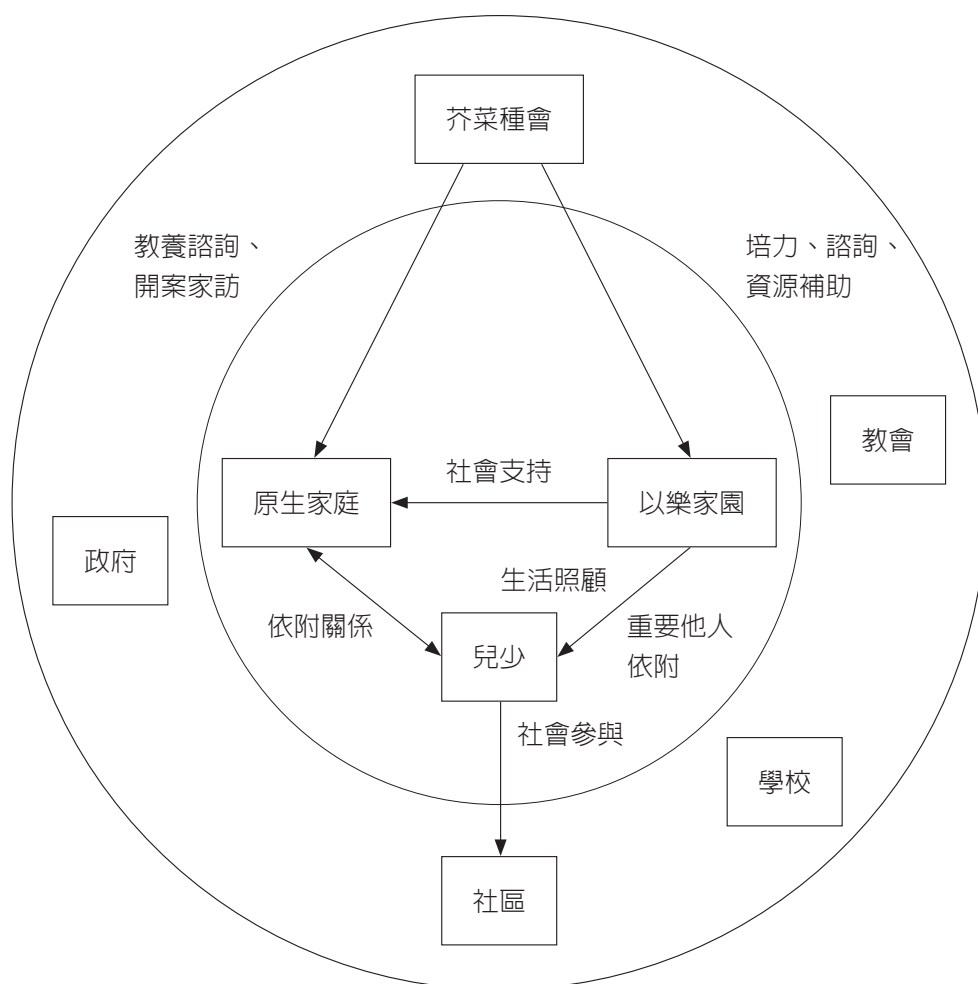 芥菜種會
教養諮詢、
開案家訪
培力、諮詢、
資源補助
教會
社會支持
原生家庭
以樂家園
政府
生活照顧
依附關係
兒少
重要他人
依附
社會參與
學校
社區